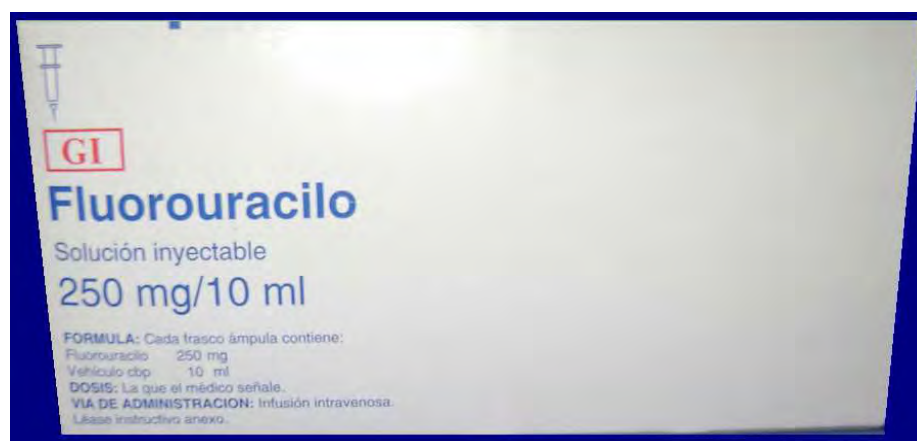 GI
Fluorouracilo
Solución inyectable
250 mg/10 ml
FORMULA: Cada frasco ámpula contiene:
Fluorouracilo 250 mg
Vehículo cbp 10 ml
DOSIS: La que el médico señale.
VIA DE ADMINISTRACION: Infusión intravenosa.
Léase instructivo anexo.